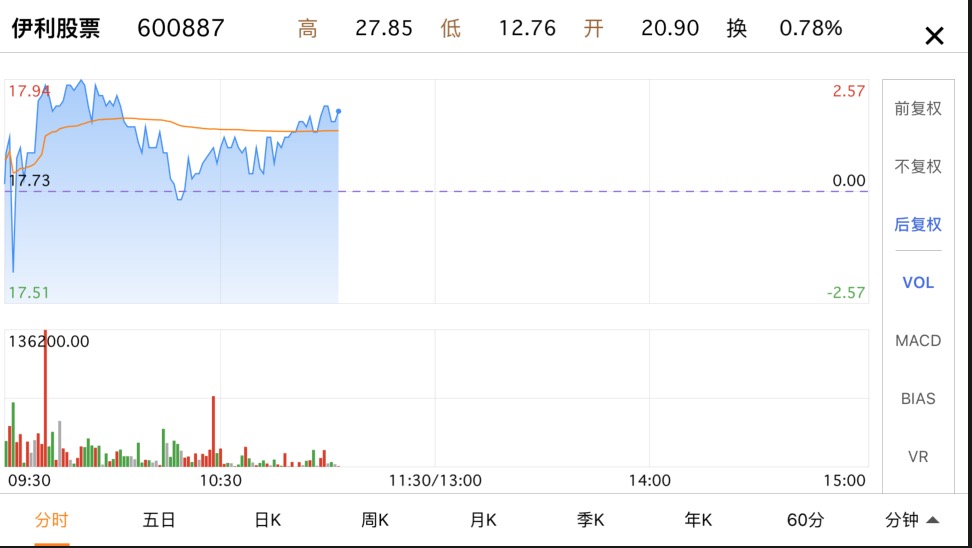 伊利股票 600887 高 27.85 低 12.76 开 20.90 换 0.78%
17.94 2.57
前复权
不复权
17.73 0.00
后复权
VOL
17.51 -2.57
136200.00
MACD
BIAS
VR
09:30 10:30 11:30/13:00 14:00 15:00
分时 五日 日K 周K 月K 季K 年K 60分 分钟